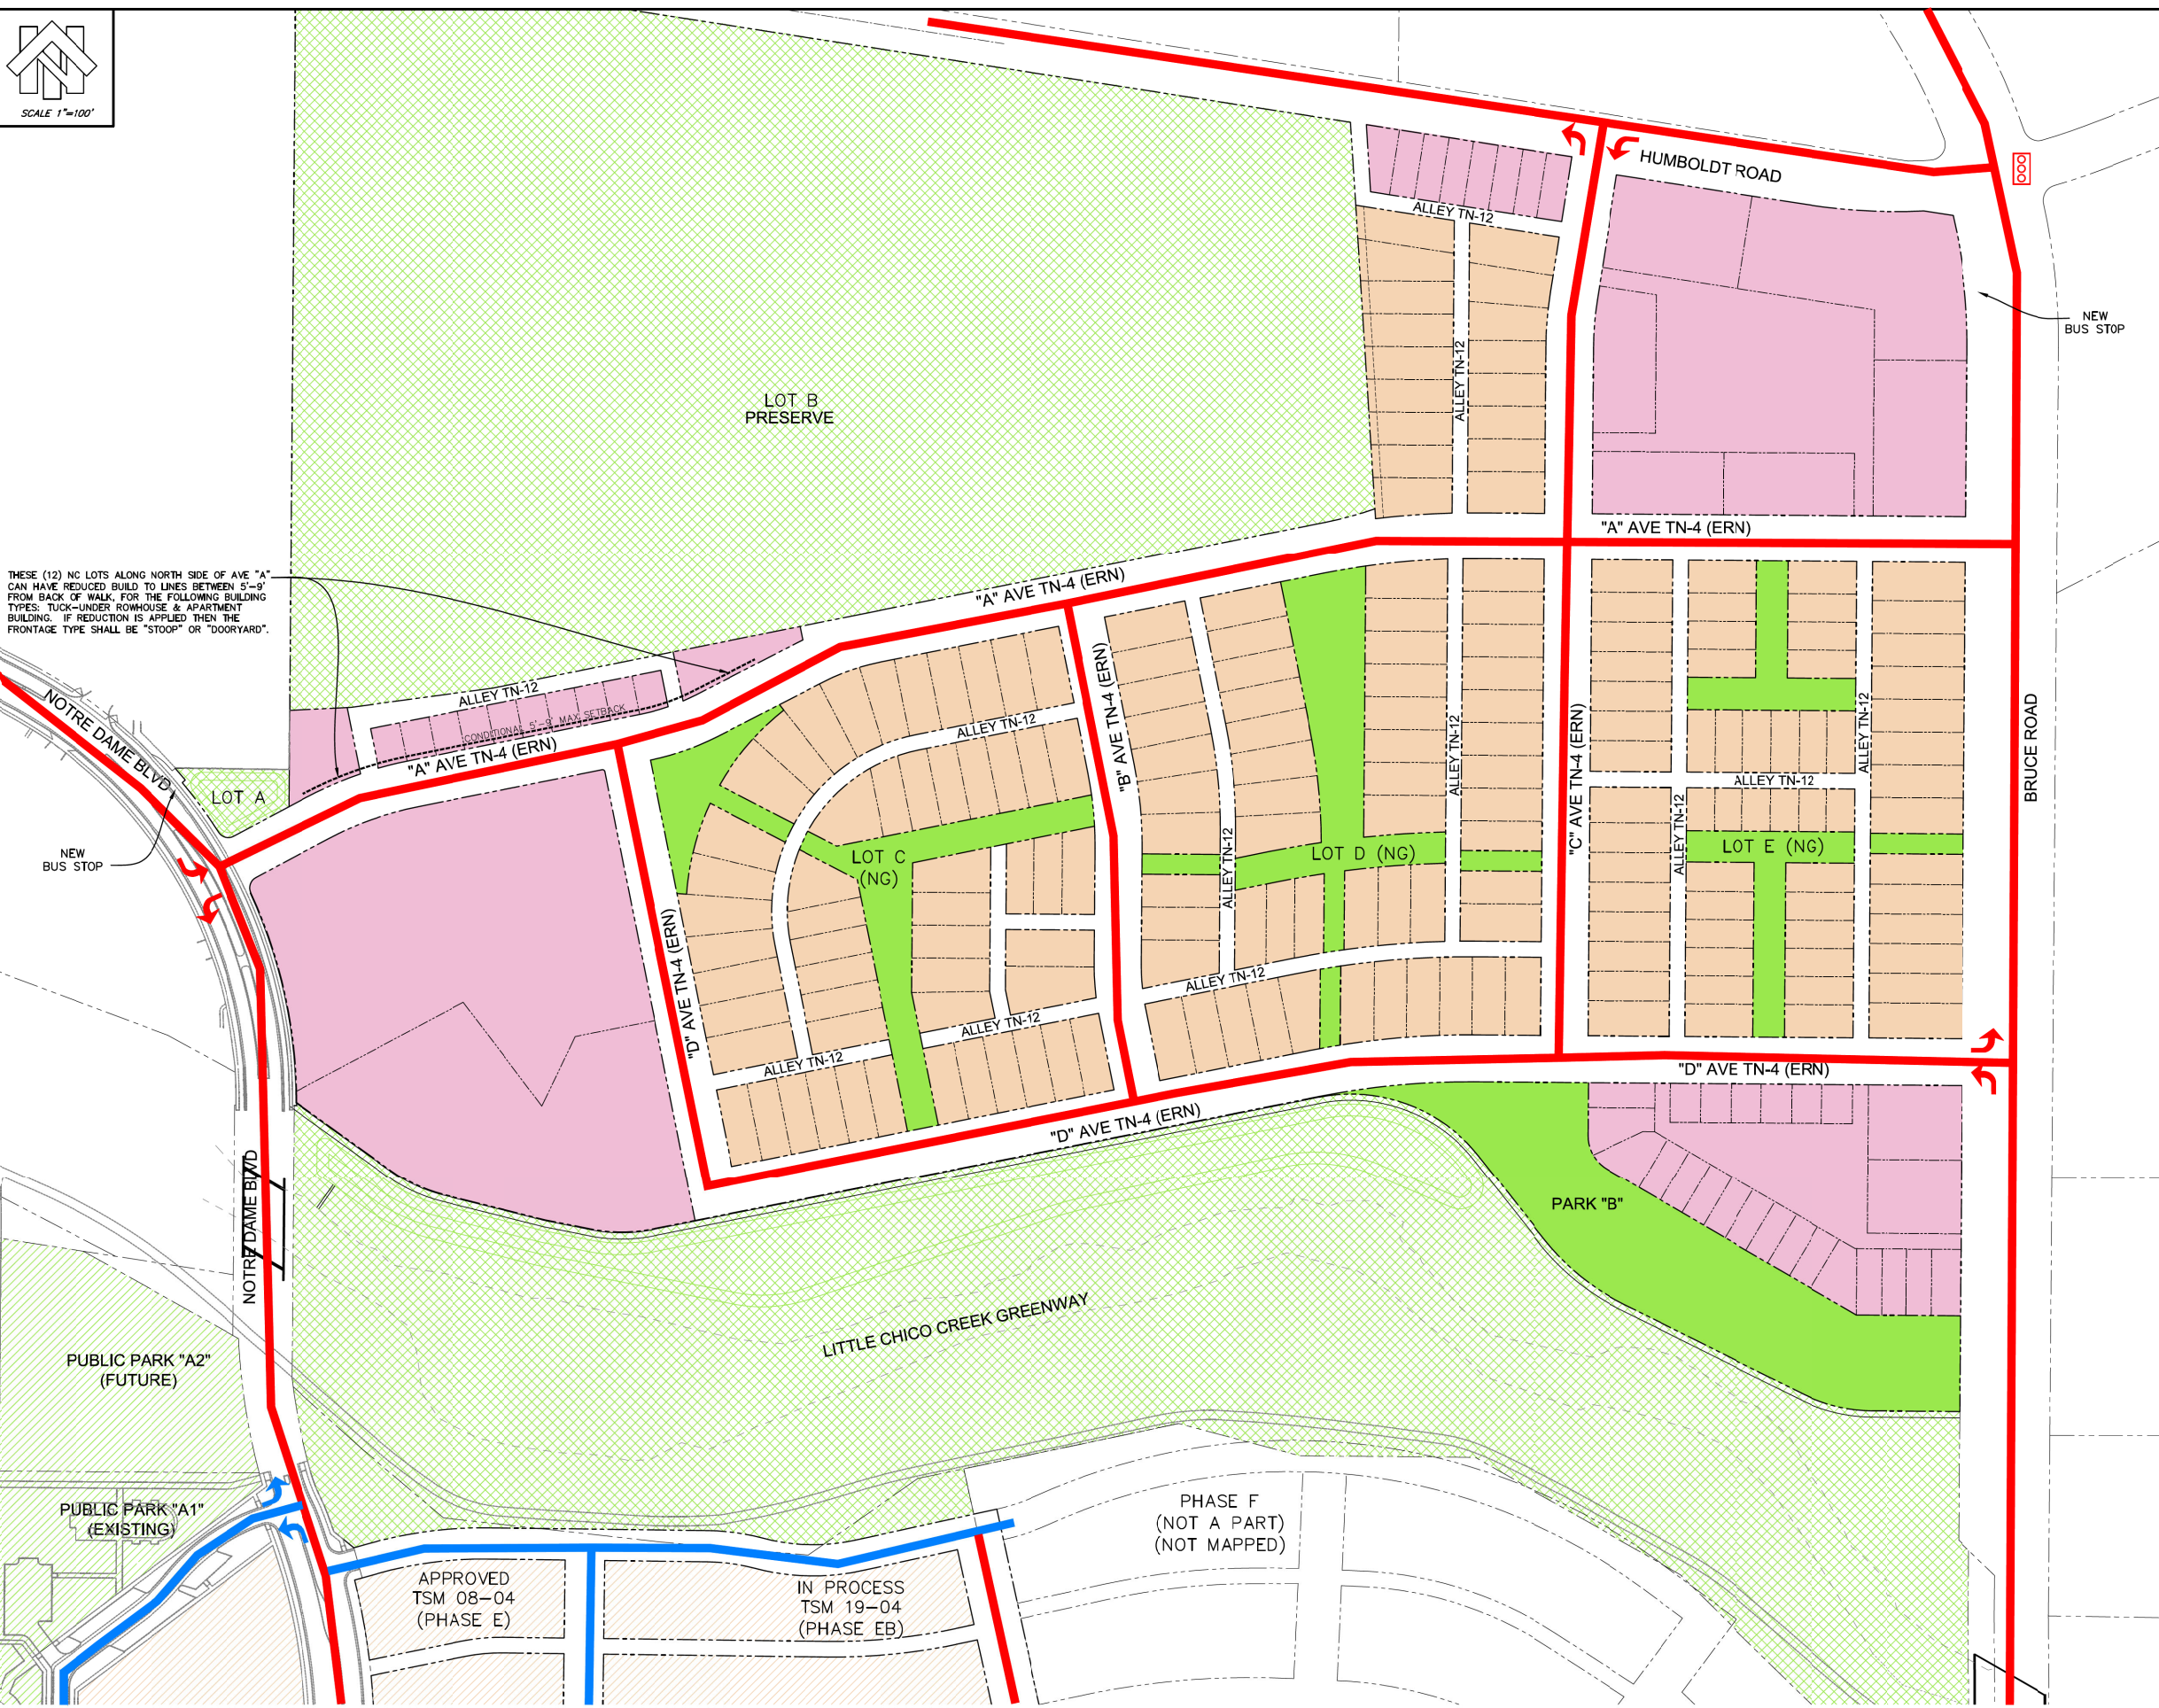 SCALE 1"=100'
HUMBOLDT ROAD
ALLEY TN-12
NEW
BUS STOP
ALLEY TN-12
LOT B
PRESERVE
"A" AVE TN-4 (ERN)
THESE (12) NC LOTS ALONG NORTH SIDE OF AVE "A"
CAN HAVE REDUCED BUILD TO LINES BETWEEN 5'-9'
FROM BACK OF WALK, FOR THE FOLLOWING BUILDING
TYPES: TUCK-UNDER ROWHOUSE & APARTMENT
BUILDING. IF REDUCTION IS APPLIED THEN THE
FRONTAGE TYPE SHALL BE "STOOP" OR "DOORYARD".
"A" AVE TN-4 (ERN)
NOTRE DAME BLVD
ALLEY TN-12
CONDITIONAL 5'-9' MAX SETBACK
"A" AVE TN-4 (ERN)
ALLEY TN-12
"B" AVE TN-4 (ERN)
ALLEY TN-12
"C" AVE TN-4 (ERN)
ALLEY TN-12
ALLEY TN-12
BRUCE ROAD
LOT A
NEW
BUS STOP
LOT C
(NG)
ALLEY TN-12
LOT D (NG)
ALLEY TN-12
LOT E (NG)
"D" AVE TN-4 (ERN)
ALLEY TN-12
ALLEY TN-12
ALLEY TN-12
"D" AVE TN-4 (ERN)
"D" AVE TN-4 (ERN)
NOTRE DAME BLVD
PARK "B"
LITTLE CHICO CREEK GREENWAY
PUBLIC PARK "A2"
(FUTURE)
PUBLIC PARK "A1"
(EXISTING)
PHASE F
(NOT A PART)
(NOT MAPPED)
APPROVED
TSM 08-04
(PHASE E)
IN PROCESS
TSM 19-04
(PHASE EB)